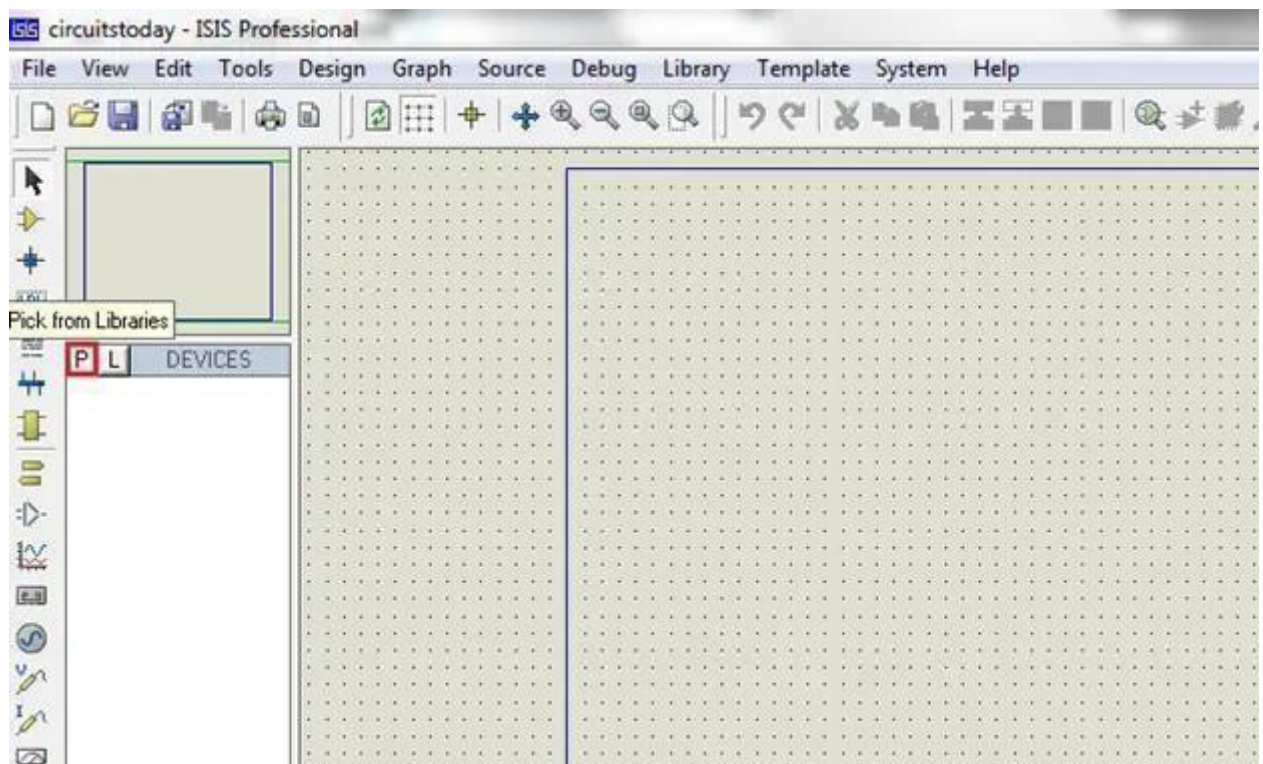 ISIS circuitstoday - ISIS Professional
File View Edit Tools Design Graph Source Debug Library Template System Help
Pick from Libraries
P L DEVICES
V
I